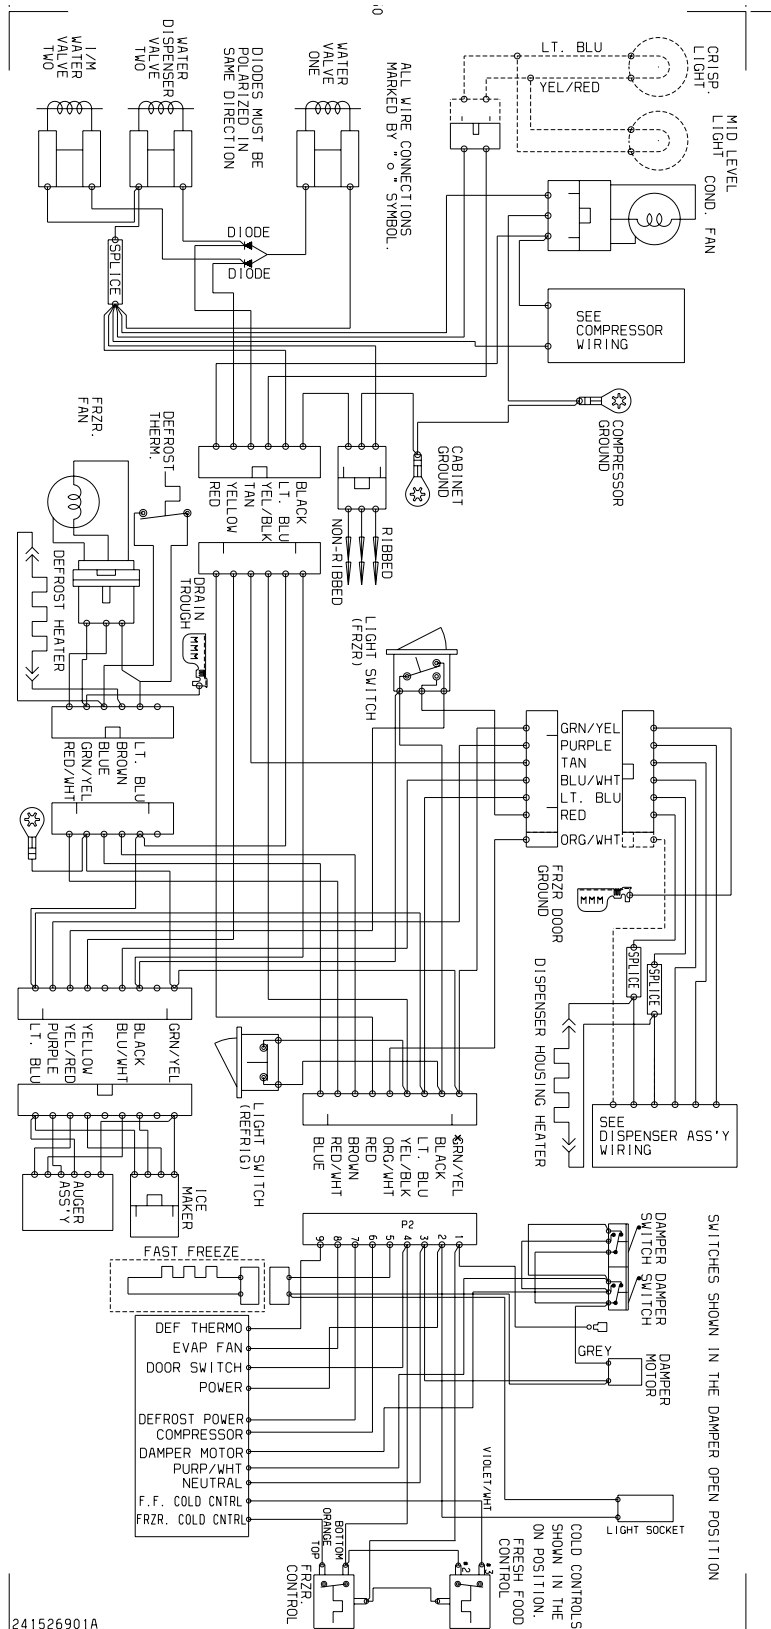 I/M
WATER
VALVE
TWO
WATER
DISPENSER
VALVE
TWO
DIODES MUST BE
POLARIZED IN
SAME DIRECTION
WATER
VALVE
ONE
ALL WIRE CONNECTIONS
MARKED BY "o" SYMBOL.
LT. BLU
YEL/RED
CRISP.
LIGHT
MID LEVEL
LIGHT
COND. FAN
DIODE
DIODE
SPLICE
SEE
COMPRESSOR
WIRING
COMPRESSOR
GROUND
CABINET
GROUND
FRZR.
FAN
DEFROST
THERM.
RED
YELLOW
TAN
YEL/BLK
LT. BLU
BLACK
NON-RIBBED
RIBBED
DEFROST HEATER
DRAIN
TROUGH
LIGHT SWITCH
(FRZR)
RED/WHT
GRN/YEL
BLUE
BROWN
LT. BLU
GRN/YEL
PURPLE
TAN
BLU/WHT
LT. BLU
RED
ORG/WHT
FRZR DOOR
GROUND
SPLICE
SPLICE
DISPENSER HOUSING HEATER
SEE
DISPENSER ASS'Y
WIRING
LT. BLU
PURPLE
YEL/RED
YELLOW
BLU/WHT
BLACK
GRN/YEL
LIGHT SWITCH
(REFRIG)
BLUE
RED/WHT
BROWN
RED
ORG/WHT
YEL/BLK
LT. BLU
BLACK
GRN/YEL
AUGER
ASS'Y
ICE
MAKER
P2
9 8 7 6 5 4 3 2 1
DAMPER DAMPER
SWITCH SWITCH
SWITCHES SHOWN IN THE DAMPER OPEN POSITION
FAST FREEZE
GREY
DAMPER
MOTOR
DEF THERMO
EVAP FAN
DOOR SWITCH
POWER
DEFROST POWER
COMPRESSOR
DAMPER MOTOR
PURP/WHT
NEUTRAL
F.F. COLD CNTRL
FRZR. COLD CNTRL
VIOLET/WHT
LIGHT SOCKET
ORANGE
TOP
BOTTOM
FRZR.
CONTROL
FRESH FOOD
CONTROL
COLD CONTROLS
SHOWN IN THE
ON POSITION.
241526901A